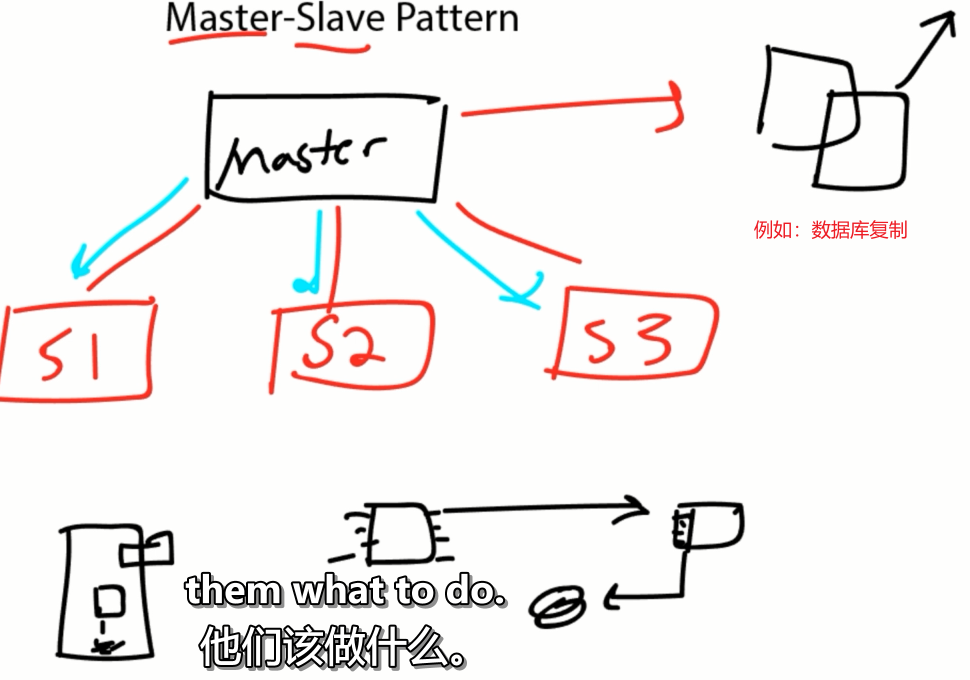 Master-Slave Pattern
Master
例如：数据库复制
S1
S2
S3
them what to do.
他们该做什么。